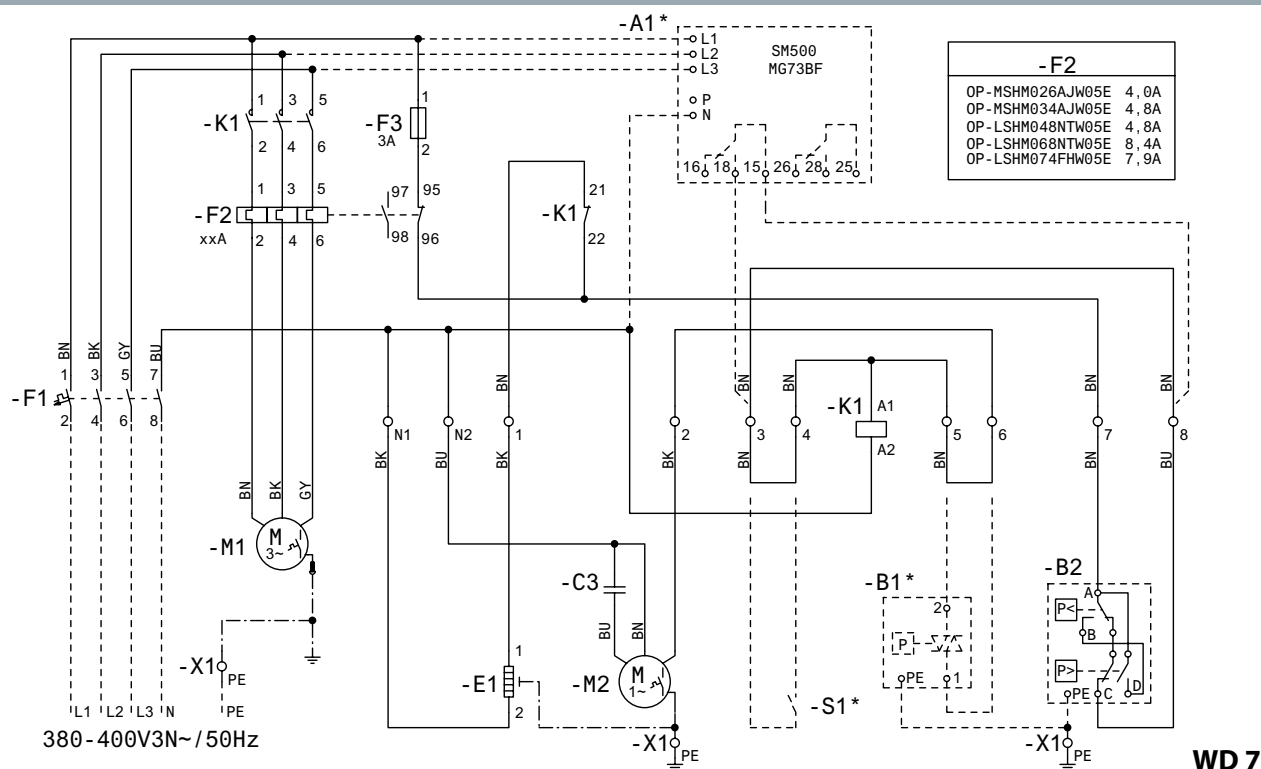 -A1*
L1
L2
L3
P
N
SM500
MG73BF
16 18 15 26 28 25
-F2
OP-MSHM026AJW05E 4,0A
OP-MSHM034AJW05E 4,8A
OP-LSHM048NTW05E 4,8A
OP-LSHM068NTW05E 8,4A
OP-LSHM074FHW05E 7,9A
1 3 5
-K1
2 4 6
-F3
3A
1
2
1 3 5
-F2
xxA
2 4 6
97 95
98 96
-K1
21
22
BN BK GY BU
1 3 5 7
-F1
2 4 6 8
BN BN BN BN BN
N1 N2 1 2 3 4
-K1 A1
A2
5 6 7 8
BK BU BK BK BN BN BN BU
BN BK GY
-M1
M
3~
-X1
PE
L1 L2 L3 N PE
380-400V3N~/50Hz
-C3
BU BN
-E1
1
2
-M2
M
1~
-X1
PE
-S1*
-B1*
2
P
PE 1
-B2
A
P<
B
P>
PE C D
-X1
PE
WD 7